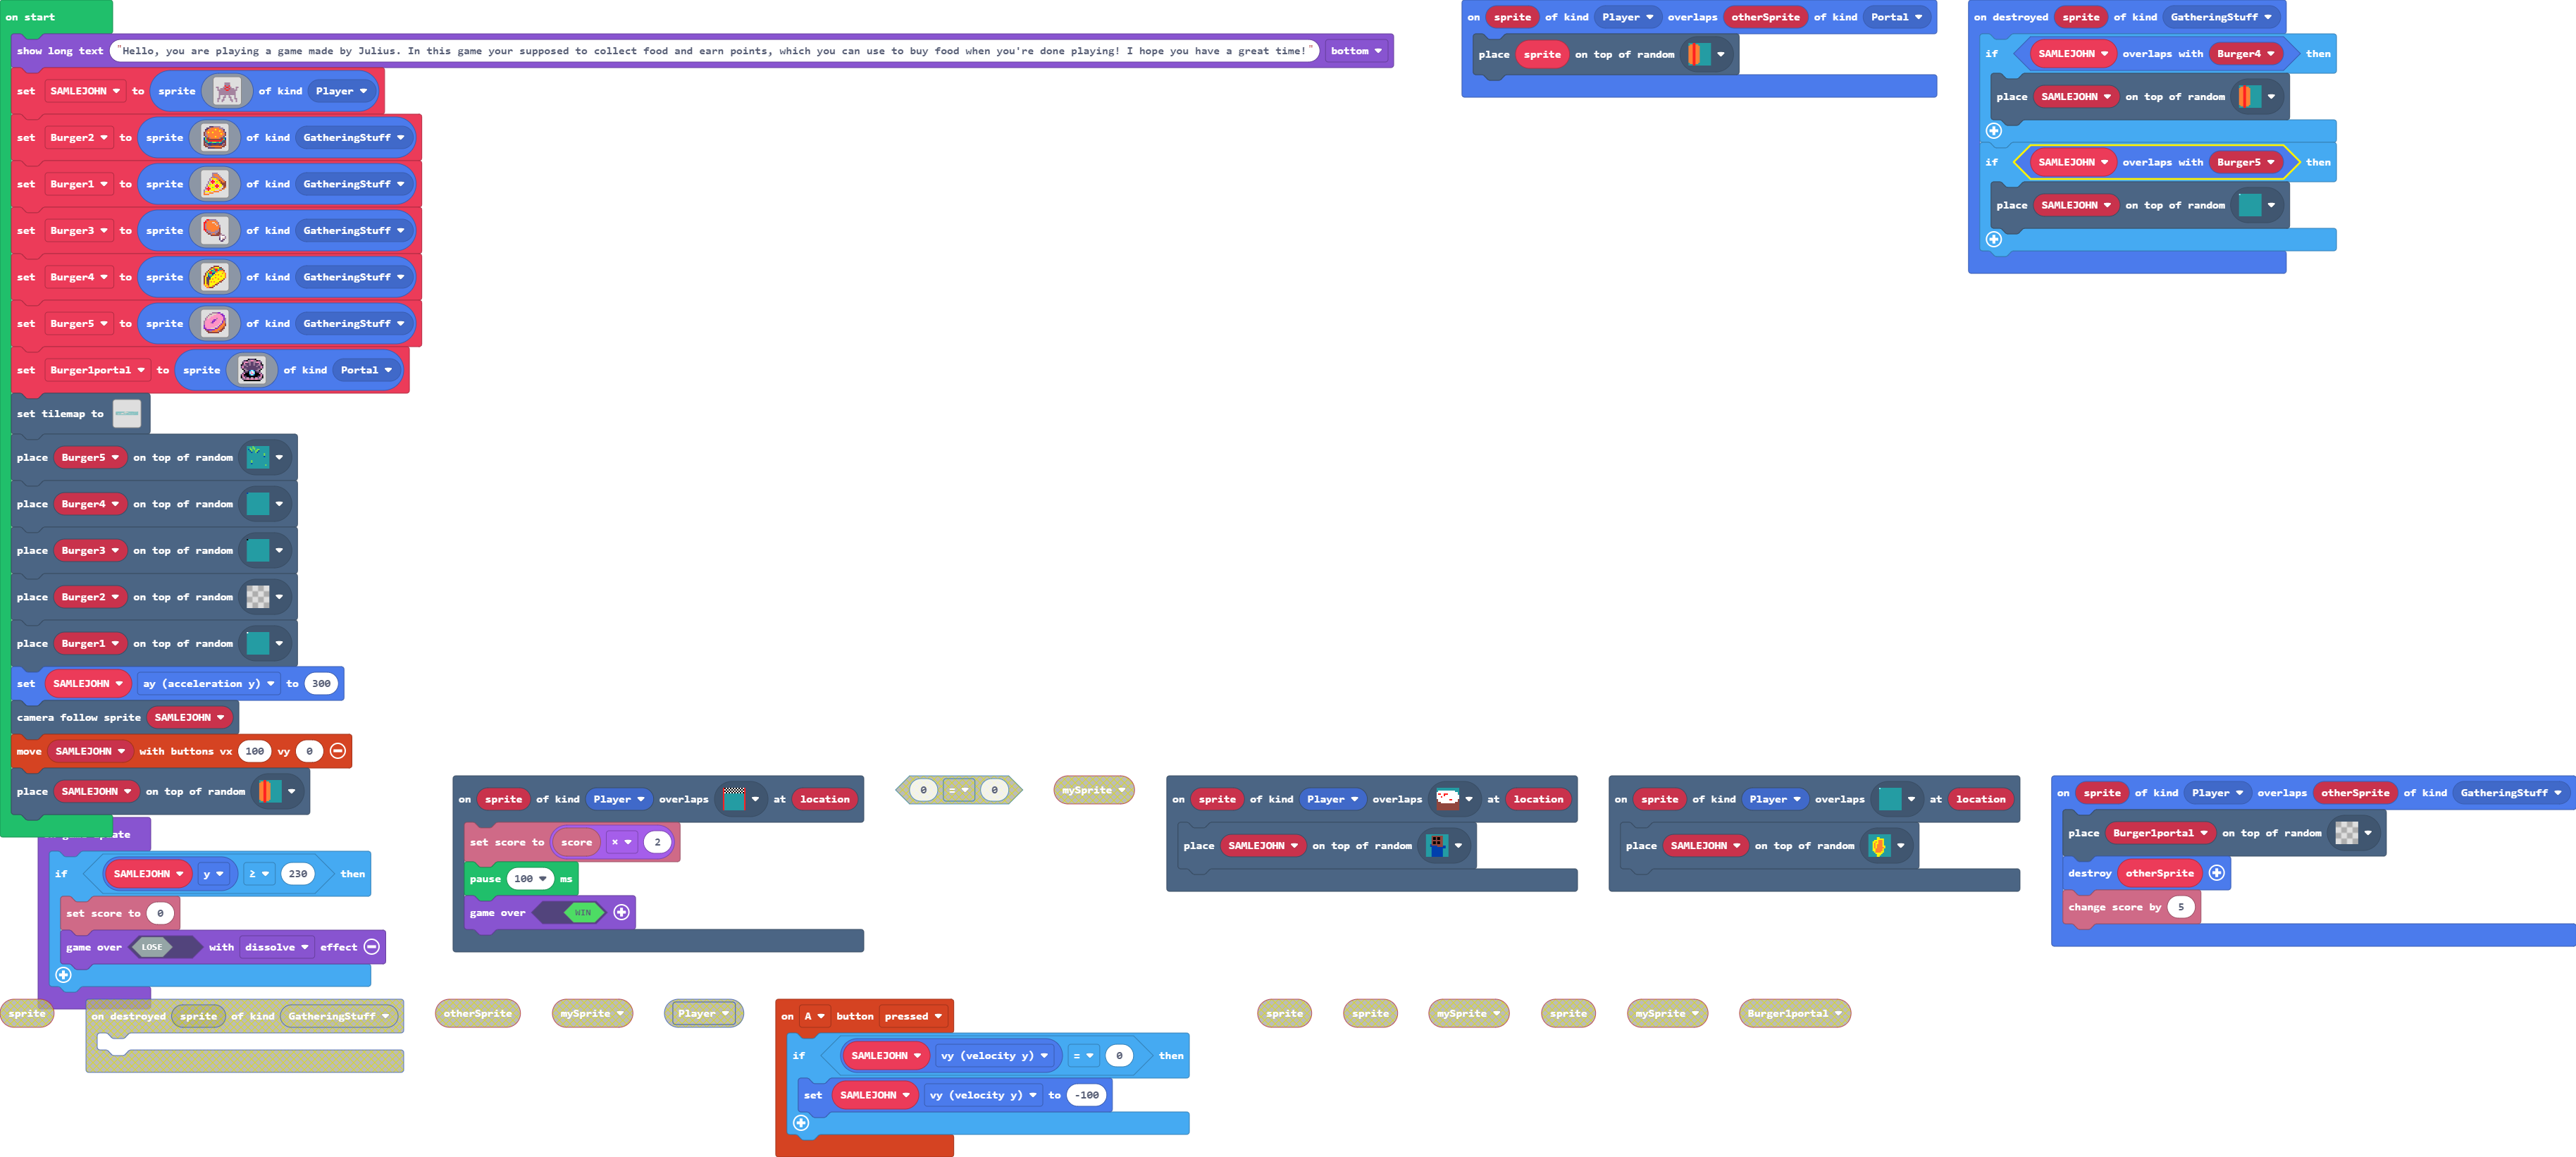 on start
show long text "Hello, you are playing a game made by Julius. In this game your supposed to collect food and earn points, which you can use to buy food when you're done playing! I hope you have a great time!" bottom
set SAMLEJOHN to sprite of kind Player
set Burger2 to sprite of kind GatheringStuff
set Burger1 to sprite of kind GatheringStuff
set Burger3 to sprite of kind GatheringStuff
set Burger4 to sprite of kind GatheringStuff
set Burger5 to sprite of kind GatheringStuff
set Burger1portal to sprite of kind Portal
set tilemap to
place Burger5 on top of random
place Burger4 on top of random
place Burger3 on top of random
place Burger2 on top of random
place Burger1 on top of random
set SAMLEJOHN ay (acceleration y) to 300
camera follow sprite SAMLEJOHN
move SAMLEJOHN with buttons vx 100 vy 0
place SAMLEJOHN on top of random
on sprite of kind Player overlaps otherSprite of kind Portal
place sprite on top of random
on destroyed sprite of kind GatheringStuff
if SAMLEJOHN overlaps with Burger4 then
place SAMLEJOHN on top of random
if SAMLEJOHN overlaps with Burger5 then
place SAMLEJOHN on top of random
if SAMLEJOHN y ≥ 230 then
set score to 0
game over LOSE with dissolve effect
on sprite of kind Player overlaps at location
set score to score × 2
pause 100 ms
game over WIN
0 = 0
mySprite
on sprite of kind Player overlaps at location
place SAMLEJOHN on top of random
on sprite of kind Player overlaps at location
place SAMLEJOHN on top of random
on sprite of kind Player overlaps otherSprite of kind GatheringStuff
place Burger1portal on top of random
destroy otherSprite
change score by 5
sprite
on destroyed sprite of kind GatheringStuff
otherSprite
mySprite
Player
on A button pressed
if SAMLEJOHN vy (velocity y) = 0 then
set SAMLEJOHN vy (velocity y) to -100
sprite
sprite
mySprite
sprite
mySprite
Burger1portal